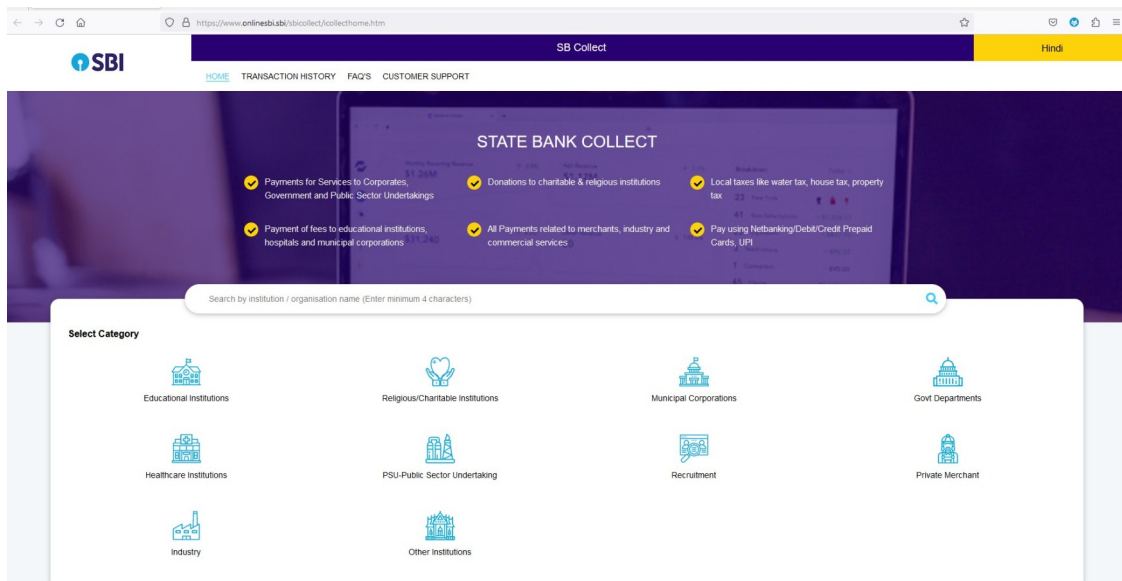 https://www.onlinesbi.sbi/sbicollect/icollecthome.htm
SBI
SB Collect
Hindi
HOME TRANSACTION HISTORY FAQ'S CUSTOMER SUPPORT
STATE BANK COLLECT
Payments for Services to Corporates,
Government and Public Sector Undertakings
Donations to charitable & religious institutions
Local taxes like water tax, house tax, property
tax
Payment of fees to educational institutions,
hospitals and municipal corporations
All Payments related to merchants, industry and
commercial services
Pay using Netbanking/Debit/Credit Prepaid
Cards, UPI
Search by institution / organisation name (Enter minimum 4 characters)
Select Category
Educational Institutions
Religious/Charitable Institutions
Municipal Corporations
Govt Departments
Healthcare Institutions
PSU-Public Sector Undertaking
Recruitment
Private Merchant
Industry
Other Institutions